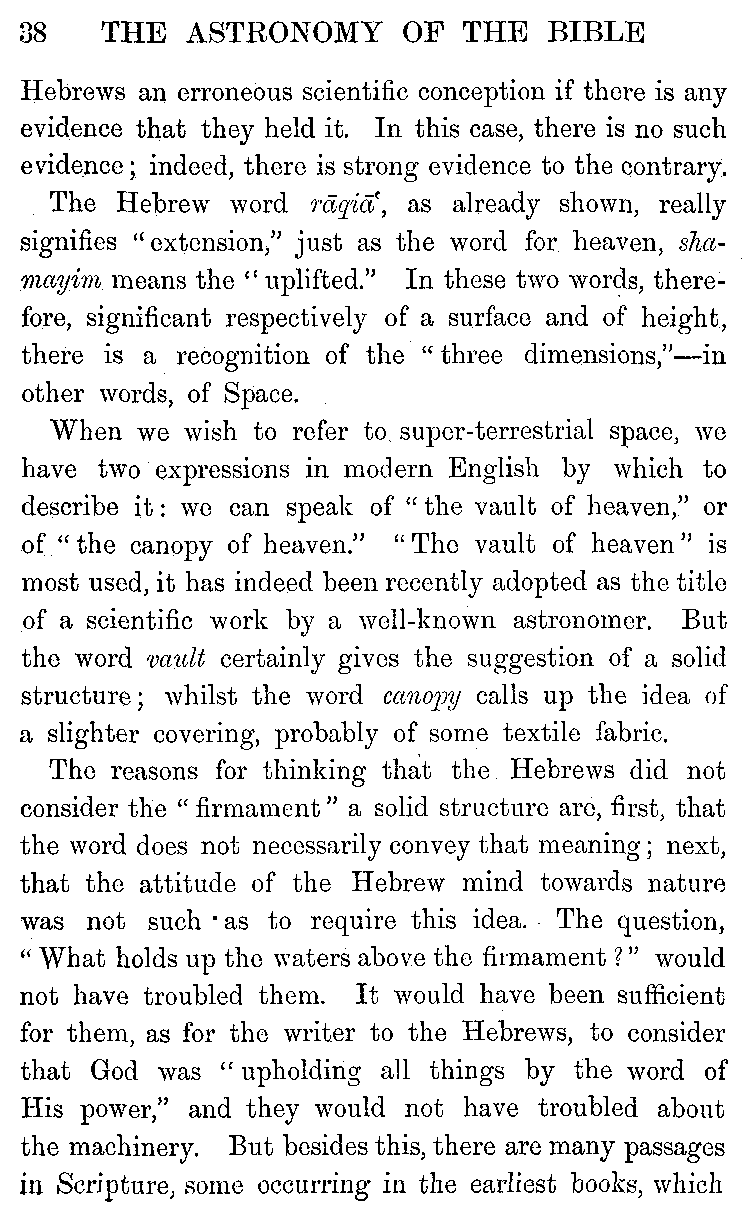 38 THE ASTRONOMY OF THE BIBLE
Hebrews an erroneous scientific conception if there is any
evidence that they held it. In this case, there is no such
evidence; indeed, there is strong evidence to the contrary.
The Hebrew word rāqiā‘, as already shown, really
signifies “extension,” just as the word for heaven, sha-
mayim means the “uplifted.” In these two words, there-
fore, significant respectively of a surface and of height,
there is a recognition of the “three dimensions,”—in
other words, of Space.
When we wish to refer to super-terrestrial space, we
have two expressions in modern English by which to
describe it: we can speak of “the vault of heaven,” or
of “the canopy of heaven.” “The vault of heaven” is
most used, it has indeed been recently adopted as the title
of a scientific work by a well-known astronomer. But
the word vault certainly gives the suggestion of a solid
structure; whilst the word canopy calls up the idea of
a slighter covering, probably of some textile fabric.
The reasons for thinking that the Hebrews did not
consider the “firmament” a solid structure are, first, that
the word does not necessarily convey that meaning; next,
that the attitude of the Hebrew mind towards nature
was not such as to require this idea. The question,
“What holds up the waters above the firmament?” would
not have troubled them. It would have been sufficient
for them, as for the writer to the Hebrews, to consider
that God was “upholding all things by the word of
His power,” and they would not have troubled about
the machinery. But besides this, there are many passages
in Scripture, some occurring in the earliest books, which